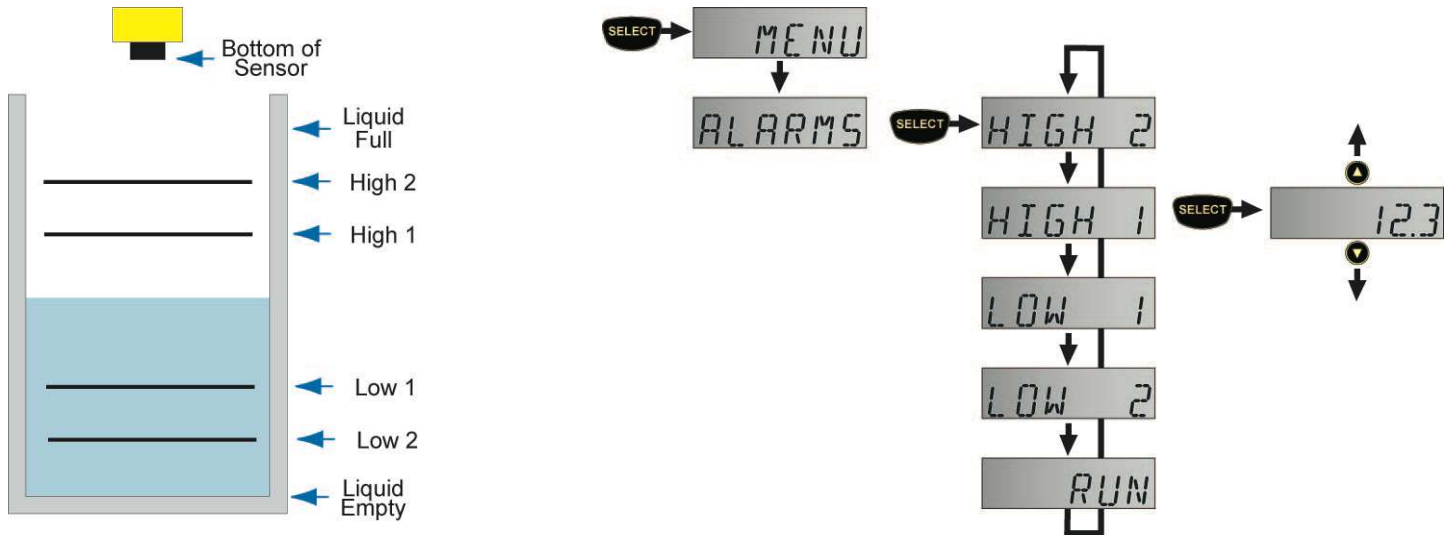 Bottom of
Sensor
Liquid
Full
High 2
High 1
Low 1
Low 2
Liquid
Empty
SELECT
MENU
ALARMS
SELECT
HIGH 2
HIGH 1
LOW 1
LOW 2
RUN
SELECT
12.3